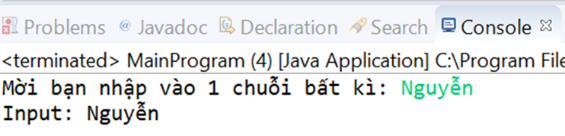 Problems @ Javadoc Declaration Search Console
<terminated> MainProgram (4) [Java Application] C:\Program File
Mời bạn nhập vào 1 chuỗi bất kì: Nguyễn
Input: Nguyễn